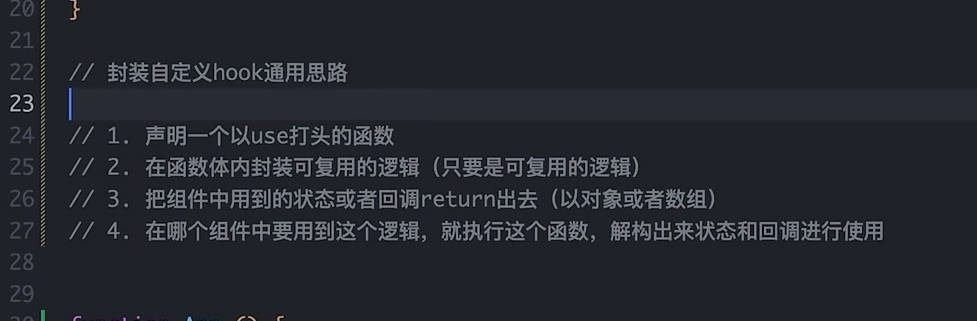 20 }
21
22 // 封装自定义hook通用思路
23
24 // 1. 声明一个以use打头的函数
25 // 2. 在函数体内封装可复用的逻辑（只要是可复用的逻辑）
26 // 3. 把组件中用到的状态或者回调return出去（以对象或者数组）
27 // 4. 在哪个组件中要用到这个逻辑，就执行这个函数，解构出来状态和回调进行使用
28
29